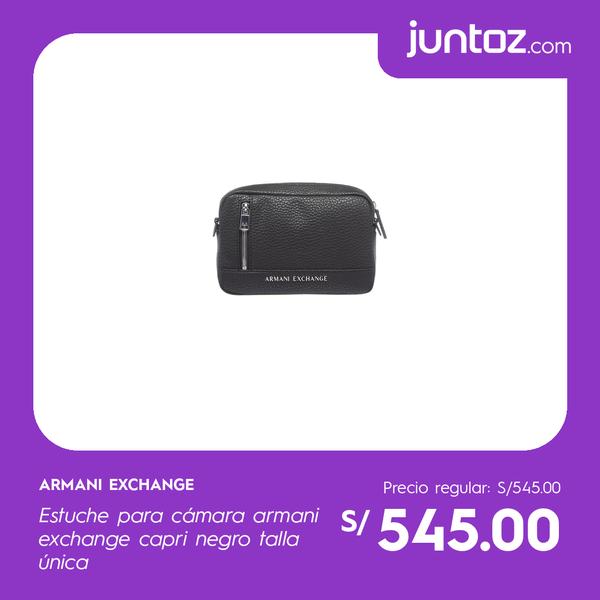 juntoz.com
ARMANI EXCHANGE
ARMANI EXCHANGE
Estuche para cámara armani
exchange capri negro talla
única
Precio regular: S/545.00
S/ 545.00